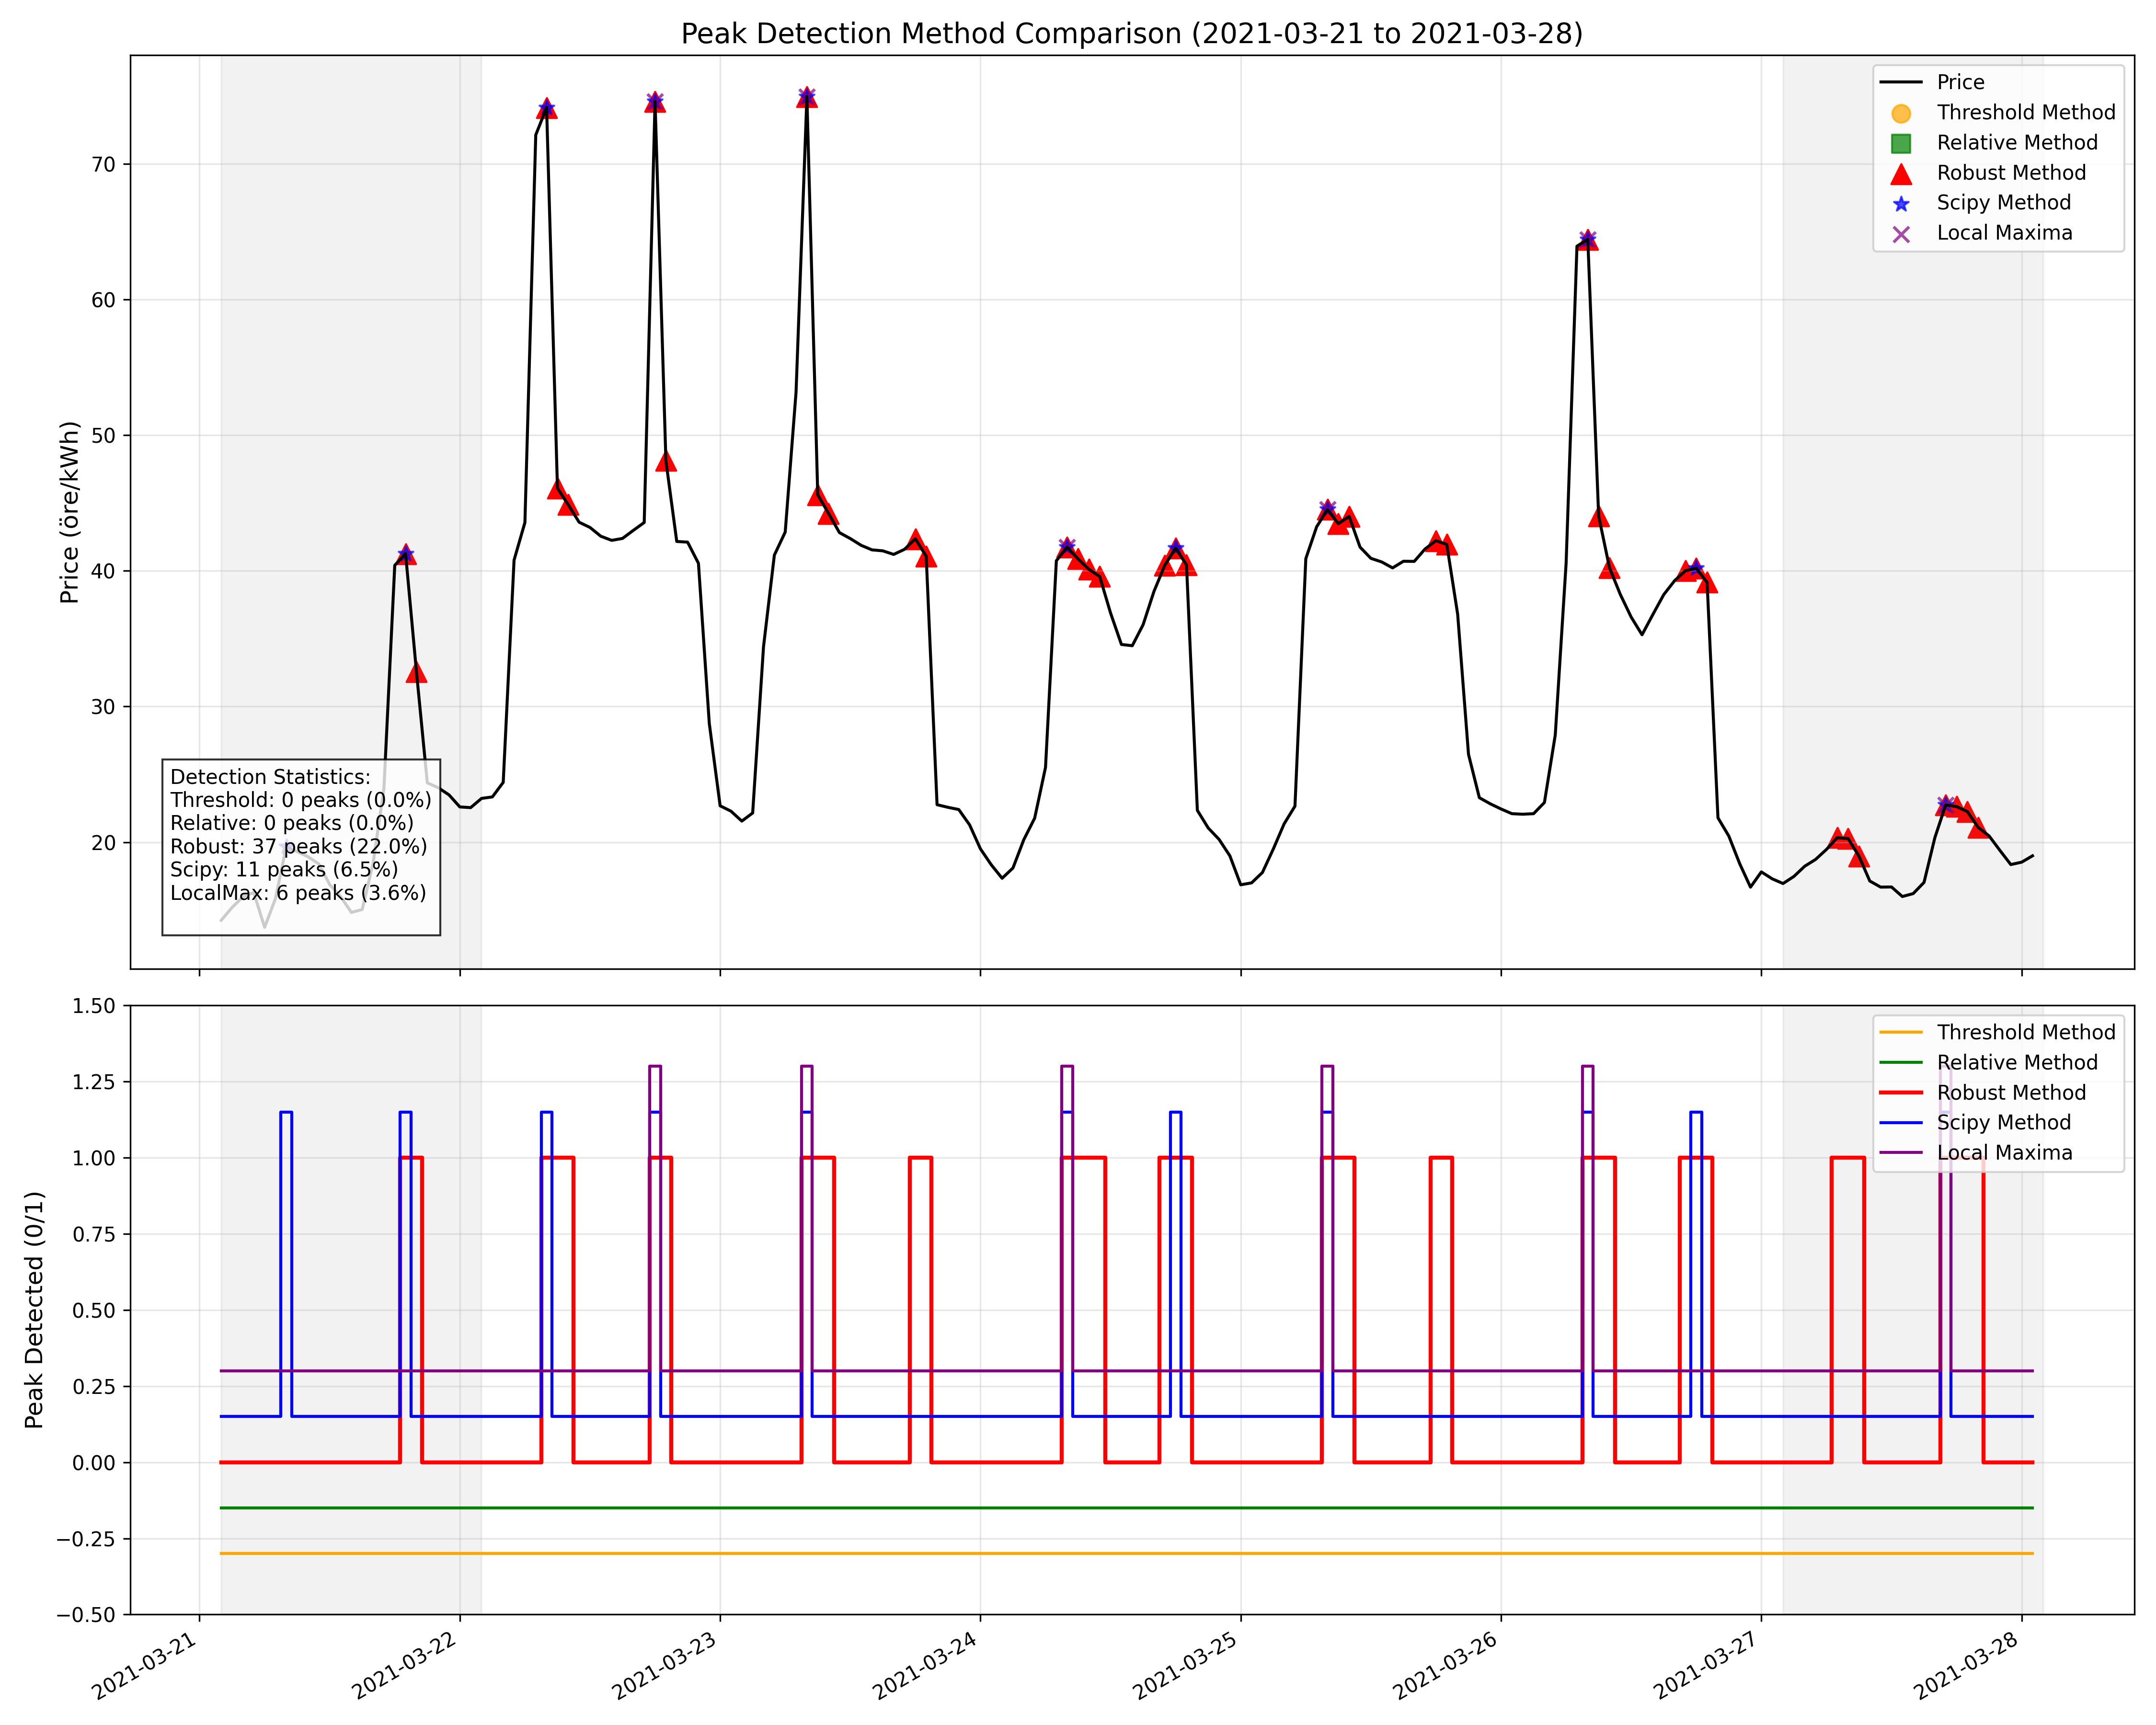 Peak Detection Method Comparison (2021-03-21 to 2021-03-28)
Price (öre/kWh)
70
60
50
40
30
20
Price
Threshold Method
Relative Method
Robust Method
Scipy Method
Local Maxima
Detection Statistics:
Threshold: 0 peaks (0.0%)
Relative: 0 peaks (0.0%)
Robust: 37 peaks (22.0%)
Scipy: 11 peaks (6.5%)
LocalMax: 6 peaks (3.6%)
Peak Detected (0/1)
1.50
1.25
1.00
0.75
0.50
0.25
0.00
−0.25
−0.50
Threshold Method
Relative Method
Robust Method
Scipy Method
Local Maxima
2021-03-21
2021-03-22
2021-03-23
2021-03-24
2021-03-25
2021-03-26
2021-03-27
2021-03-28